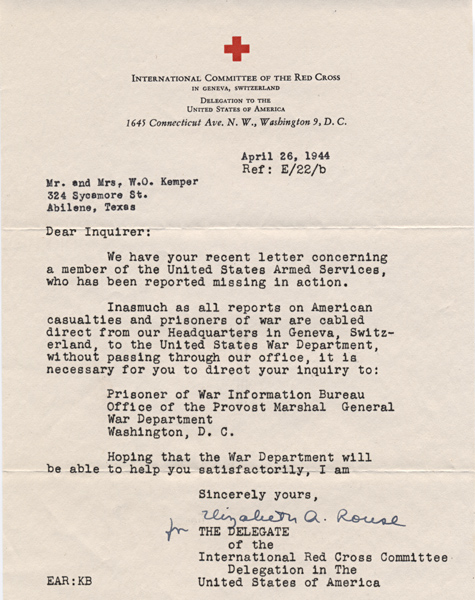 INTERNATIONAL COMMITTEE OF THE RED CROSS
IN GENEVA, SWITZERLAND
DELEGATION TO THE
UNITED STATES OF AMERICA
1645 Connecticut Ave. N. W., Washington 9, D. C.
April 26, 1944
Ref: E/22/b
Mr. and Mrs, W.O. Kemper
324 Sycamore St.
Abilene, Texas
Dear Inquirer:
We have your recent letter concerning
a member of the United States Armed Services,
who has been reported missing in action.
Inasmuch as all reports on American
casualties and prisoners of war are cabled
direct from our Headquarters in Geneva, Switz-
erland, to the United States War Department,
without passing through our office, it is
necessary for you to direct your inquiry to:
Prisoner of War Information Bureau
Office of the Provost Marshal General
War Department
Washington, D. C.
Hoping that the War Department will
be able to help you satisfactorily, I am
Sincerely yours,
Elizabeth A. Rouse
for THE DELEGATE
of the
International Red Cross Committee
Delegation in The
EAR:KB United States of America